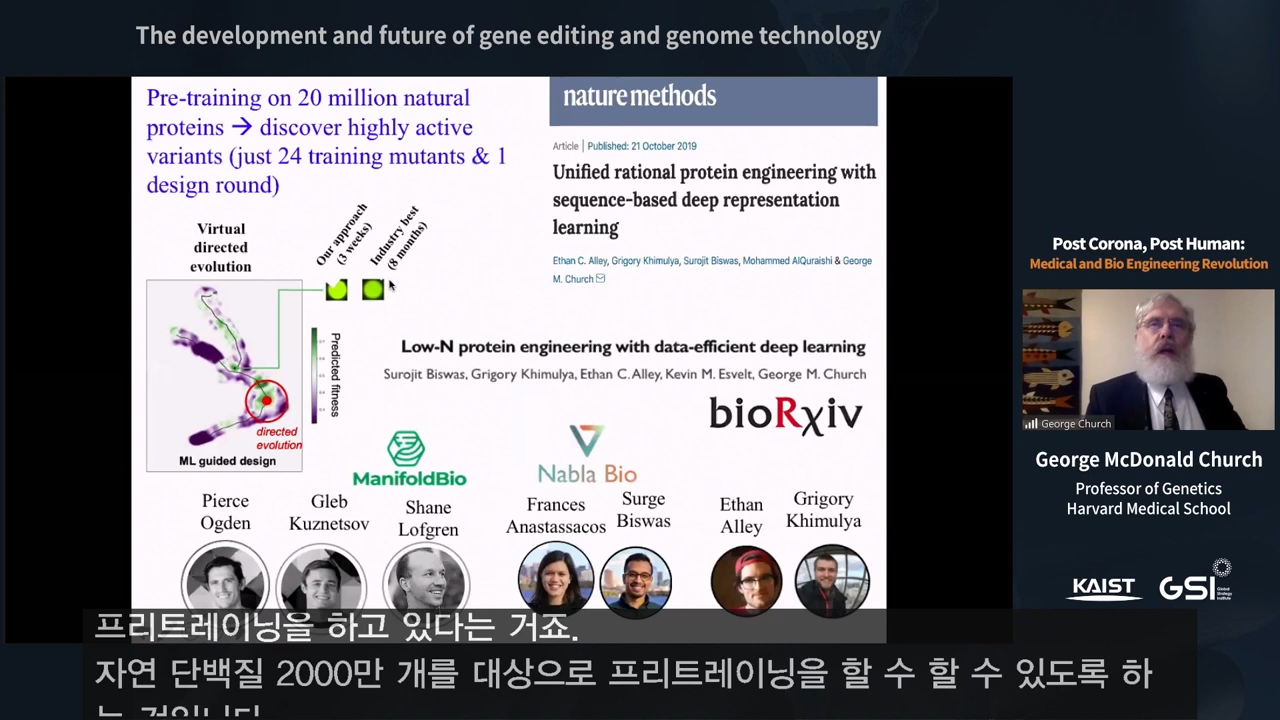 The development and future of gene editing and genome technology
Pre-training on 20 million natural
proteins → discover highly active
variants (just 24 training mutants & 1
design round)
nature methods
Article | Published: 21 October 2019
Unified rational protein engineering with
sequence-based deep representation
learning
Ethan C. Alley, Grigory Khimulya, Surojit Biswas, Mohammed AlQuraishi & George
M. Church
Virtual
directed
evolution
Our approach
(3 weeks)
Industry best
(8 months)
Predicted fitness
directed
evolution
ML guided design
Low-N protein engineering with data-efficient deep learning
Surojit Biswas, Grigory Khimulya, Ethan C. Alley, Kevin M. Esvelt, George M. Church
bioRχiv
ManifoldBio
Nabla Bio
Pierce
Ogden
Gleb
Kuznetsov
Shane
Lofgren
Frances
Anastassacos
Surge
Biswas
Ethan
Alley
Grigory
Khimulya
Post Corona, Post Human:
Medical and Bio Engineering Revolution
George Church
George McDonald Church
Professor of Genetics
Harvard Medical School
KAIST
GSI
Global
Strategy
Institute
프리트레이닝을 하고 있다는 거죠.
자연 단백질 2000만 개를 대상으로 프리트레이닝을 할 수 할 수 있도록 하